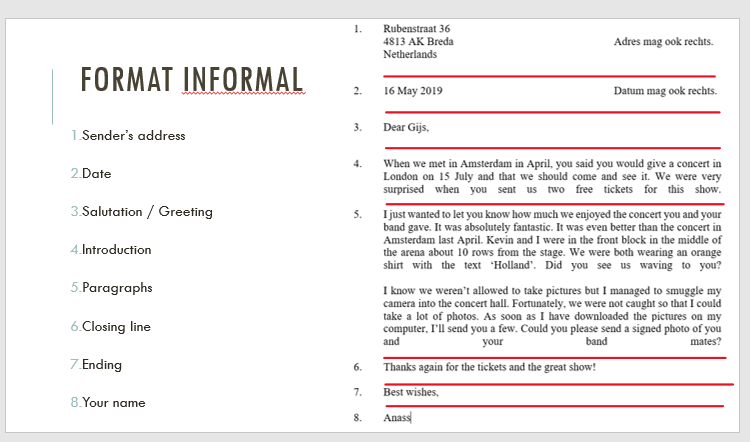 FORMAT INFORMAL
1.Sender's address
2.Date
3.Salutation / Greeting
4.Introduction
5.Paragraphs
6.Closing line
7.Ending
8.Your name
1. Rubenstraat 36
4813 AK Breda Adres mag ook rechts.
Netherlands
2. 16 May 2019 Datum mag ook rechts.
3. Dear Gijs,
4. When we met in Amsterdam in April, you said you would give a concert in
London on 15 July and that we should come and see it. We were very
surprised when you sent us two free tickets for this show.
5. I just wanted to let you know how much we enjoyed the concert you and your
band gave. It was absolutely fantastic. It was even better than the concert in
Amsterdam last April. Kevin and I were in the front block in the middle of
the arena about 10 rows from the stage. We were both wearing an orange
shirt with the text ‘Holland’. Did you see us waving to you?
I know we weren’t allowed to take pictures but I managed to smuggle my
camera into the concert hall. Fortunately, we were not caught so that I could
take a lot of photos. As soon as I have downloaded the pictures on my
computer, I’ll send you a few. Could you please send a signed photo of you
and your band mates?
6. Thanks again for the tickets and the great show!
7. Best wishes,
8. Anass